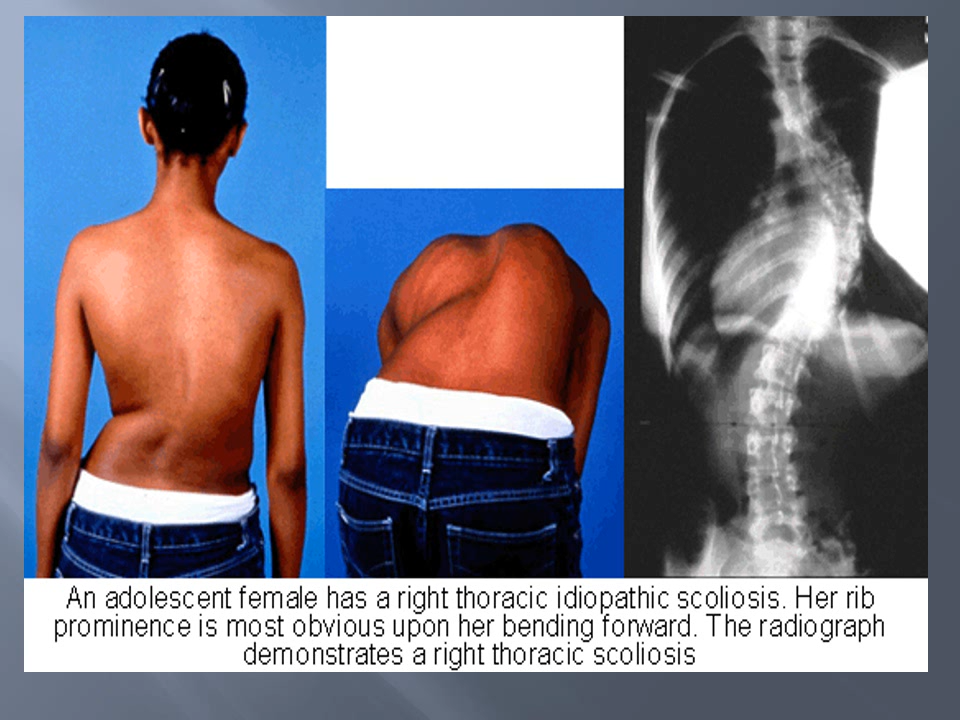 An adolescent female has a right thoracic idiopathic scoliosis. Her rib
prominence is most obvious upon her bending forward. The radiograph
demonstrates a right thoracic scoliosis